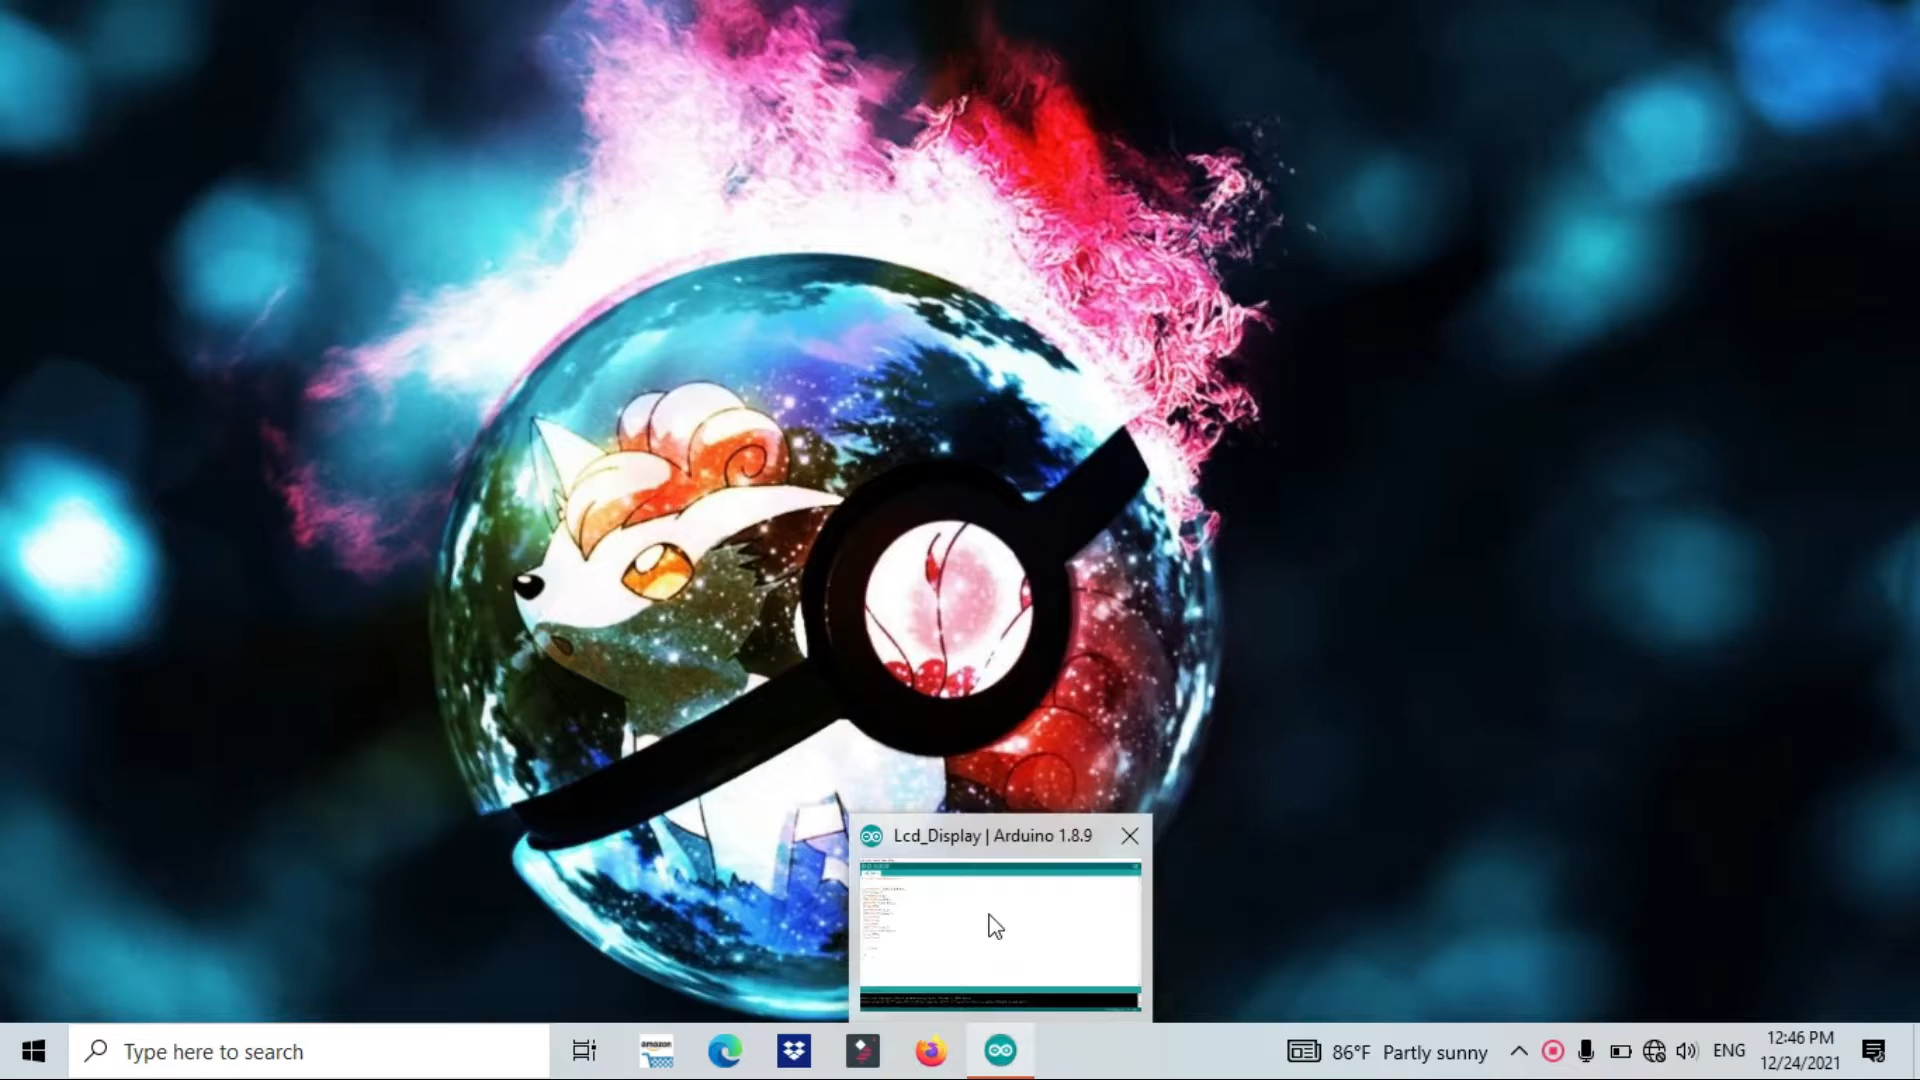 Lcd_Display | Arduino 1.8.9
Type here to search
amazon
86°F Partly sunny
ENG
12:46 PM
12/24/2021